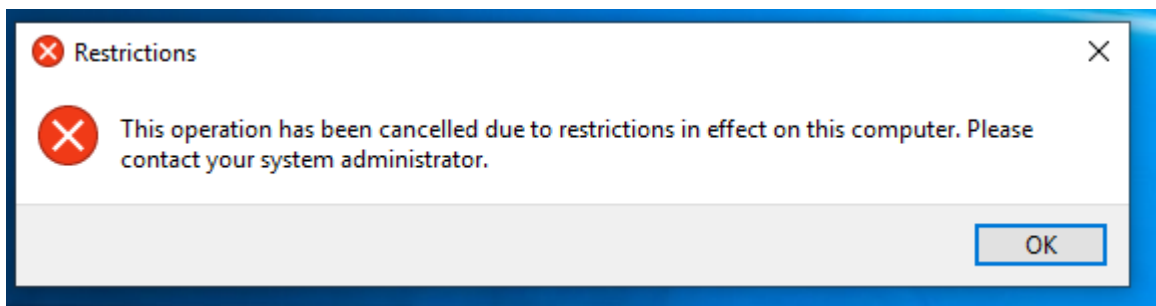 Restrictions
This operation has been cancelled due to restrictions in effect on this computer. Please
contact your system administrator.
OK